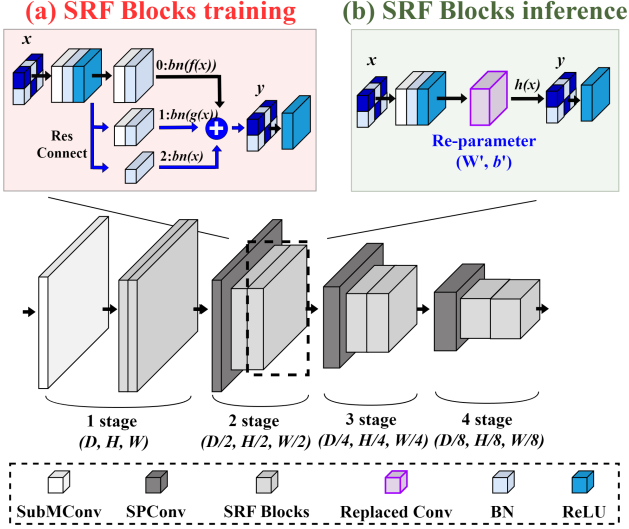 (a) SRF Blocks training
x
0:bn(f(x))
1:bn(g(x))
2:bn(x)
Res
Connect
y
(b) SRF Blocks inference
x
h(x)
y
Re-parameter
(W', b')
1 stage
(D, H, W)
2 stage
(D/2, H/2, W/2)
3 stage
(D/4, H/4, W/4)
4 stage
(D/8, H/8, W/8)
SubMConv
SPConv
SRF Blocks
Replaced Conv
BN
ReLU